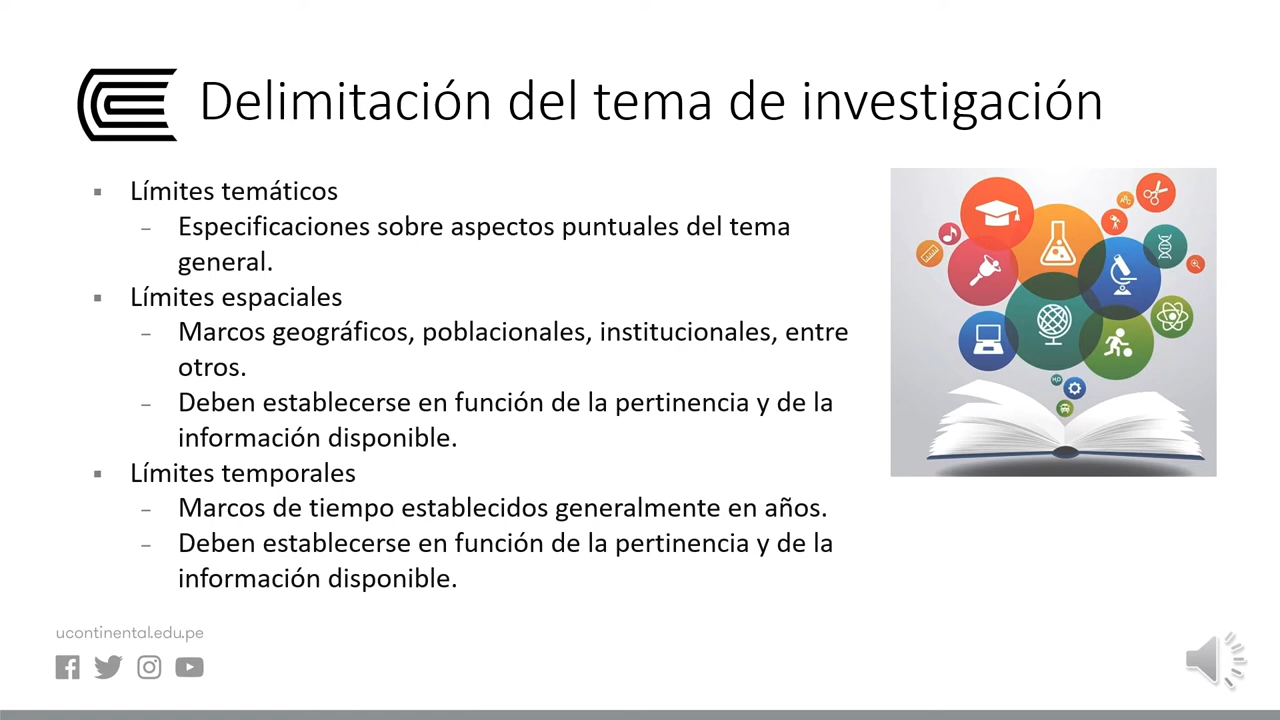 Delimitación del tema de investigación
▪ Límites temáticos
– Especificaciones sobre aspectos puntuales del tema
general.
▪ Límites espaciales
– Marcos geográficos, poblacionales, institucionales, entre
otros.
– Deben establecerse en función de la pertinencia y de la
información disponible.
▪ Límites temporales
– Marcos de tiempo establecidos generalmente en años.
– Deben establecerse en función de la pertinencia y de la
información disponible.
ucontinental.edu.pe